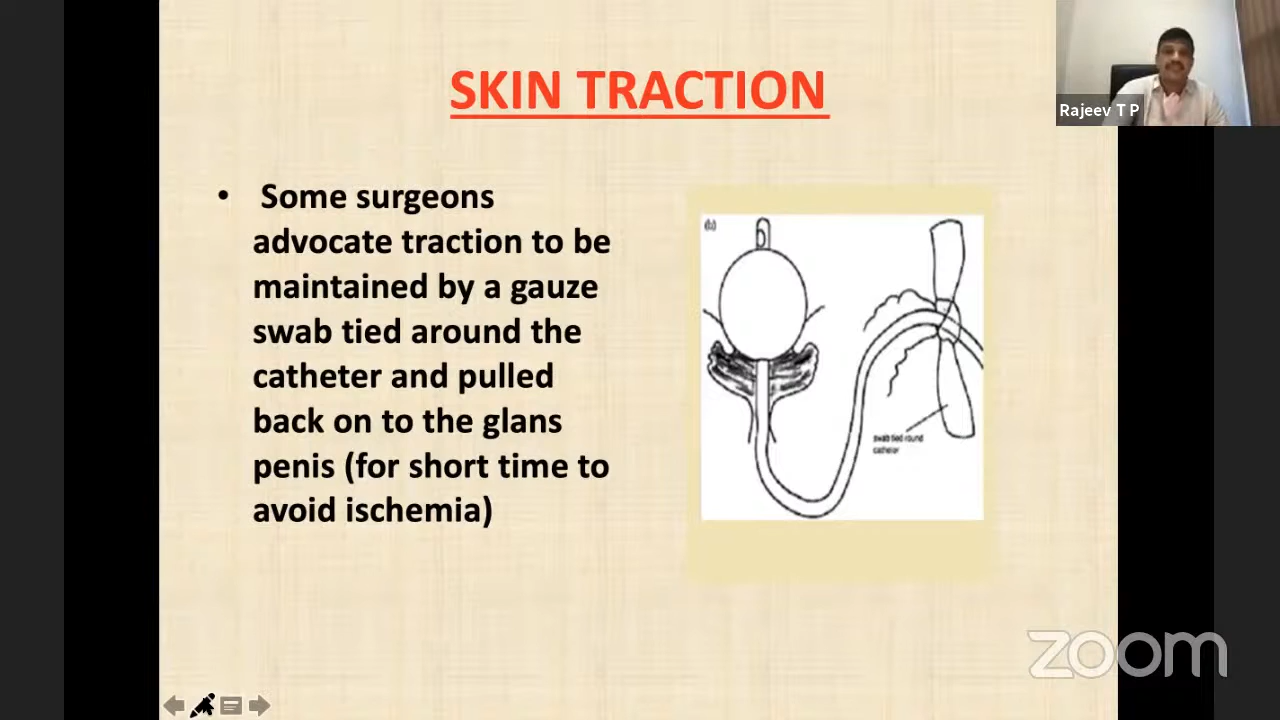 SKIN TRACTION
Rajeev T P
• Some surgeons
advocate traction to be
maintained by a gauze
swab tied around the
catheter and pulled
back on to the glans
penis (for short time to
avoid ischemia)
(b)
swab tied round
catheter
zoom